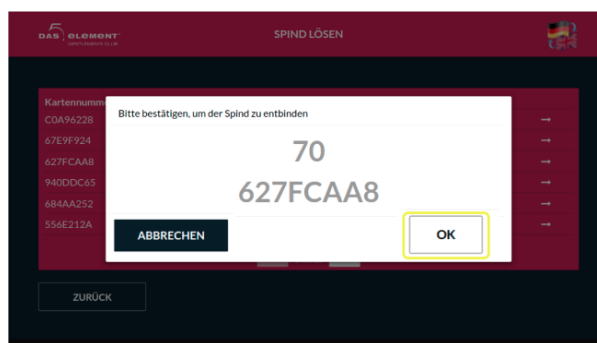 DAS 5 element
SPIND LÖSEN
Kartennumm
C0A96228
67E9F924
627FCAA8
940DDC65
684AA252
556E212A
Bitte bestätigen, um der Spind zu entbinden
70
627FCAA8
ABBRECHEN
OK
ZURÜCK